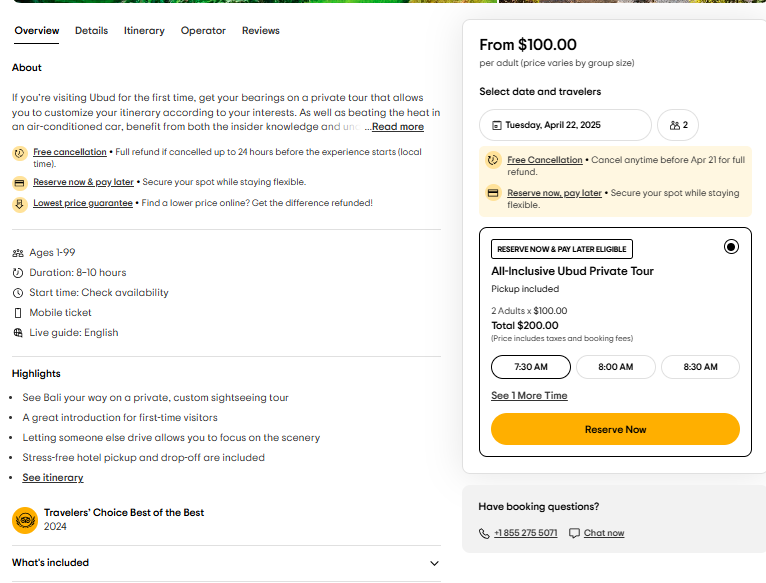 Overview Details Itinerary Operator Reviews
About
If you're visiting Ubud for the first time, get your bearings on a private tour that allows
you to customize your itinerary according to your interests. As well as beating the heat in
an air-conditioned car, benefit from both the insider knowledge and ...Read more
Free cancellation • Full refund if cancelled up to 24 hours before the experience starts (local
time).
Reserve now & pay later • Secure your spot while staying flexible.
Lowest price guarantee • Find a lower price online? Get the difference refunded!
Ages 1-99
Duration: 8-10 hours
Start time: Check availability
Mobile ticket
Live guide: English
Highlights
• See Bali your way on a private, custom sightseeing tour
• A great introduction for first-time visitors
• Letting someone else drive allows you to focus on the scenery
• Stress-free hotel pickup and drop-off are included
• See itinerary
Travelers' Choice Best of the Best
2024
What's included
From $100.00
per adult (price varies by group size)
Select date and travelers
Tuesday, April 22, 2025
2
Free Cancellation • Cancel anytime before Apr 21 for full
refund.
Reserve now, pay later • Secure your spot while staying
flexible.
RESERVE NOW & PAY LATER ELIGIBLE
All-Inclusive Ubud Private Tour
Pickup included
2 Adults x $100.00
Total $200.00
(Price includes taxes and booking fees)
7:30 AM 8:00 AM 8:30 AM
See 1 More Time
Reserve Now
Have booking questions?
+1 855 275 5071 Chat now